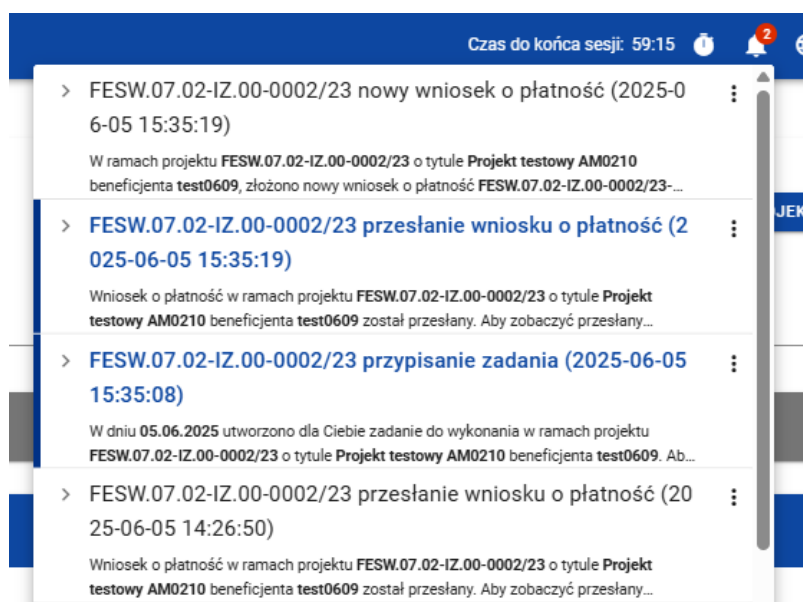 Czas do końca sesji: 59:15
2
FESW.07.02-IZ.00-0002/23 nowy wniosek o płatność (2025-0
6-05 15:35:19)
W ramach projektu FESW.07.02-IZ.00-0002/23 o tytule Projekt testowy AM0210
beneficjenta test0609, złożono nowy wniosek o płatność FESW.07.02-IZ.00-0002/23-...
JEK
FESW.07.02-IZ.00-0002/23 przesłanie wniosku o płatność (2
025-06-05 15:35:19)
Wniosek o płatność w ramach projektu FESW.07.02-IZ.00-0002/23 o tytule Projekt
testowy AM0210 beneficjenta test0609 został przesłany. Aby zobaczyć przesłany...
FESW.07.02-IZ.00-0002/23 przypisanie zadania (2025-06-05
15:35:08)
W dniu 05.06.2025 utworzono dla Ciebie zadanie do wykonania w ramach projektu
FESW.07.02-IZ.00-0002/23 o tytule Projekt testowy AM0210 beneficjenta test0609. Ab...
FESW.07.02-IZ.00-0002/23 przesłanie wniosku o płatność (20
25-06-05 14:26:50)
Wniosek o płatność w ramach projektu FESW.07.02-IZ.00-0002/23 o tytule Projekt
testowy AM0210 beneficjenta test0609 został przesłany. Aby zobaczyć przesłany...